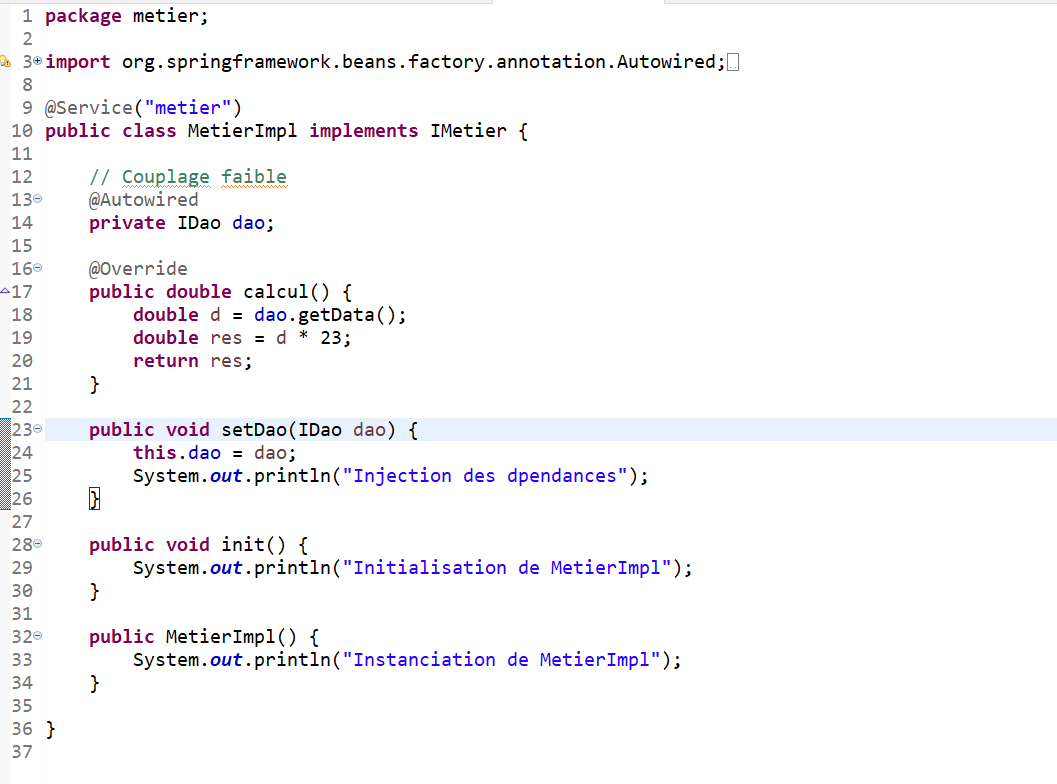 1 package metier;
2
3 import org.springframework.beans.factory.annotation.Autowired;
8
9 @Service("metier")
10 public class MetierImpl implements IMetier {
11
12 // Couplage faible
13 @Autowired
14 private IDao dao;
15
16 @Override
17 public double calcul() {
18 double d = dao.getData();
19 double res = d * 23;
20 return res;
21 }
22
23 public void setDao(IDao dao) {
24 this.dao = dao;
25 System.out.println("Injection des dpendances");
26 }
27
28 public void init() {
29 System.out.println("Initialisation de MetierImpl");
30 }
31
32 public MetierImpl() {
33 System.out.println("Instanciation de MetierImpl");
34 }
35
36 }
37